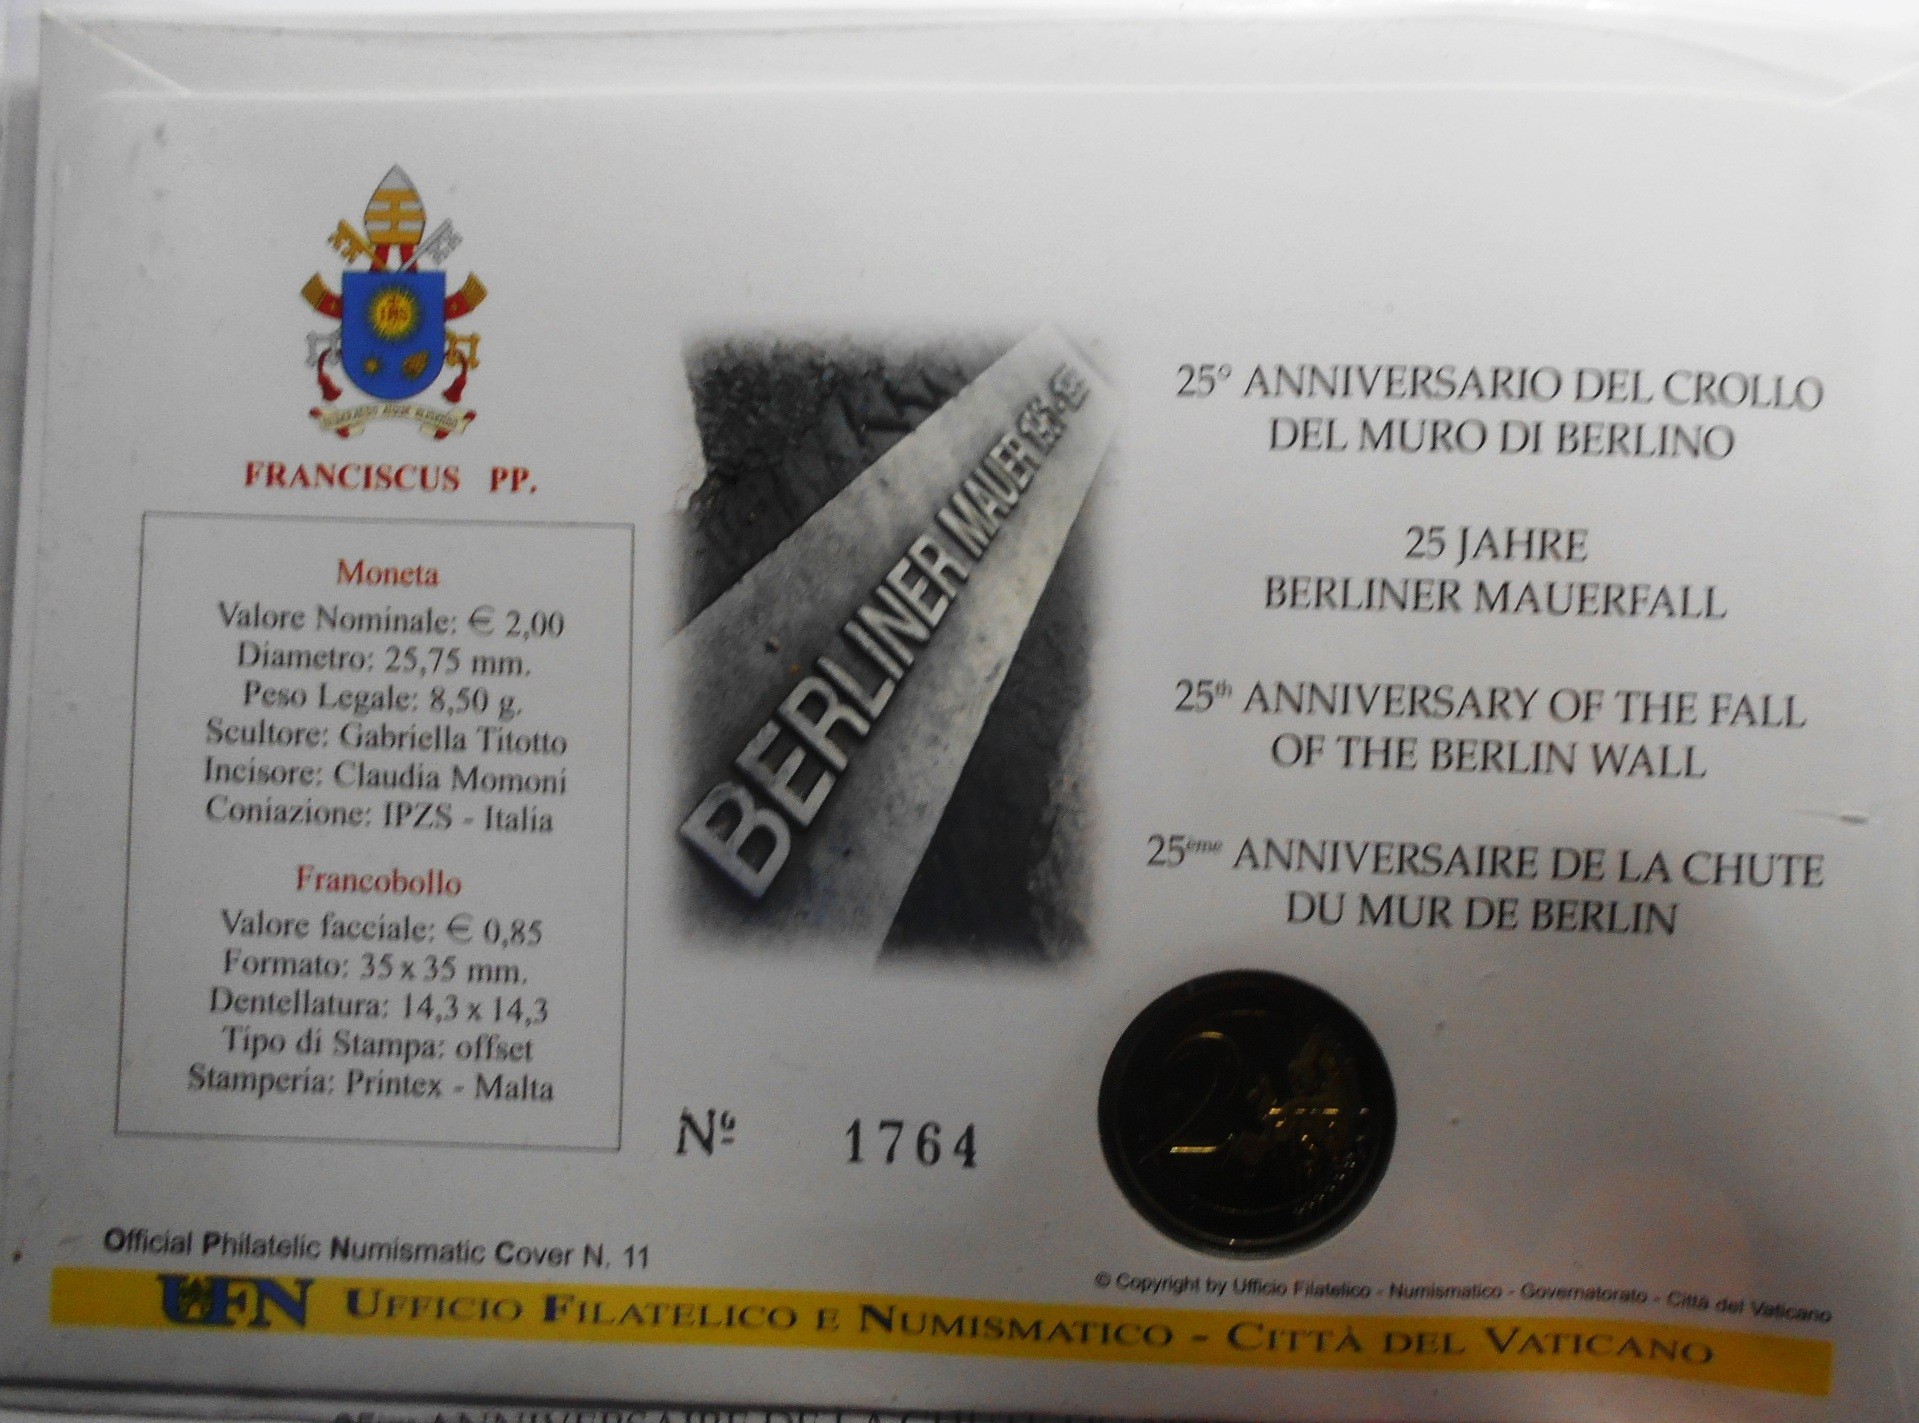 FRANCISCUS PP.
Moneta
Valore Nominale: € 2,00
Diametro: 25,75 mm.
Peso Legale: 8,50 g.
Scultore: Gabriella Titotto
Incisore: Claudia Momoni
Coniazione: IPZS - Italia
Francobollo
Valore facciale: € 0,85
Formato: 35 x 35 mm.
Dentellatura: 14,3 x 14,3
Tipo di Stampa: offset
Stamperia: Printex - Malta
BERLINER MAUER
25° ANNIVERSARIO DEL CROLLO
DEL MURO DI BERLINO
25 JAHRE
BERLINER MAUERFALL
25th ANNIVERSARY OF THE FALL
OF THE BERLIN WALL
25ème ANNIVERSAIRE DE LA CHUTE
DU MUR DE BERLIN
2
Nº 1764
Official Philatelic Numismatic Cover N. 11
© Copyright by Ufficio Filatelico - Numismatico - Governatorato - Città del Vaticano
UFN UFFICIO FILATELICO E NUMISMATICO - CITTÀ DEL VATICANO